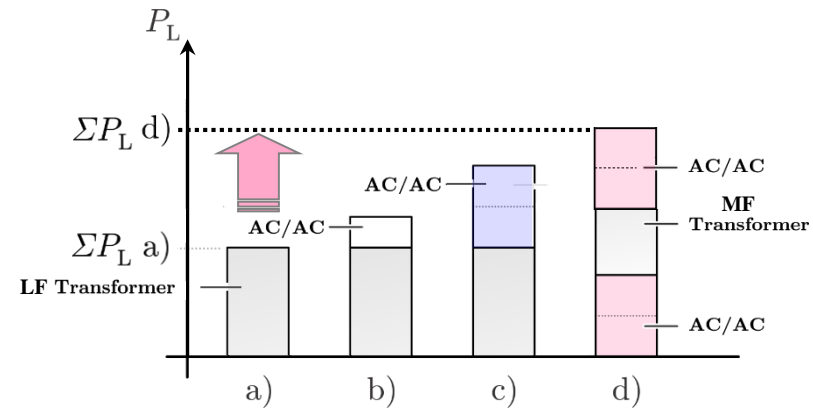 P_L
ΣP_L d)
AC/AC
AC/AC
MF
Transformer
AC/AC
ΣP_L a)
LF Transformer
AC/AC
a)
b)
c)
d)